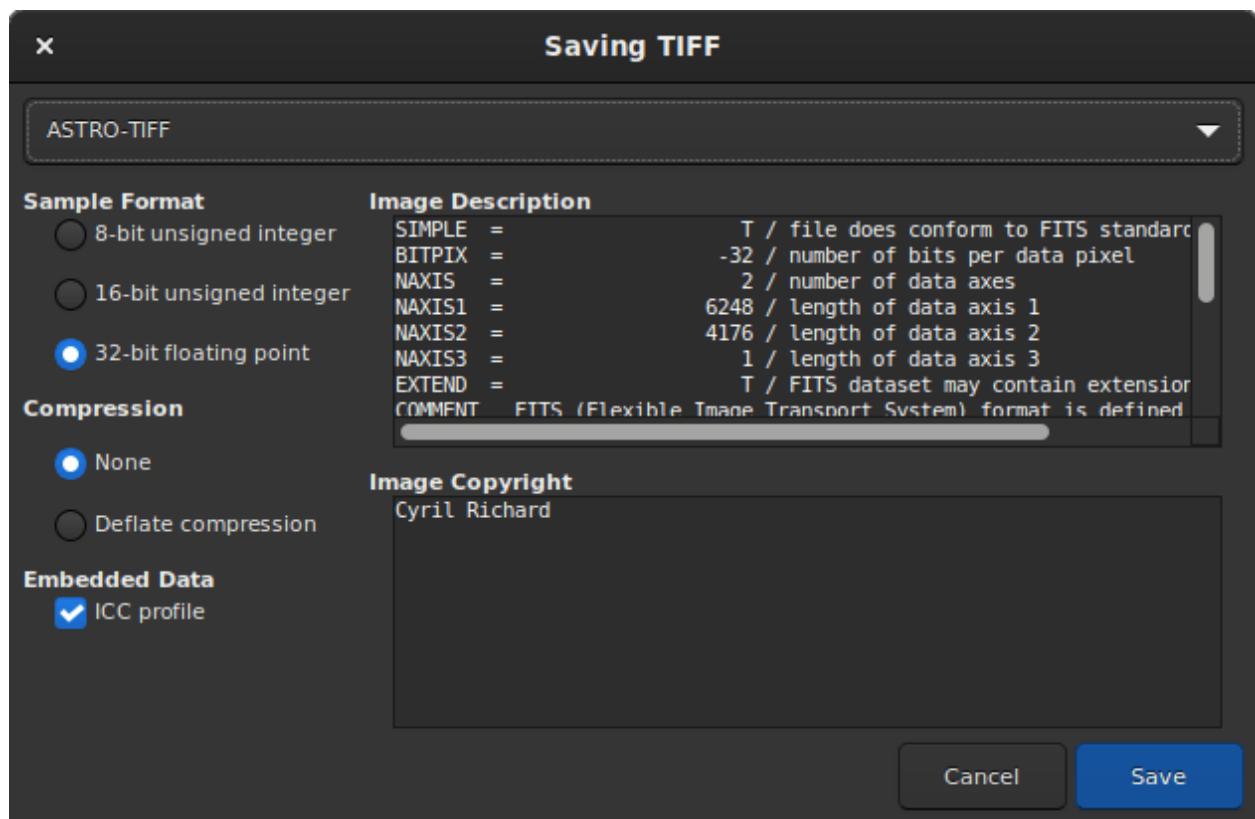 Saving TIFF
ASTRO-TIFF
Sample Format
8-bit unsigned integer
16-bit unsigned integer
32-bit floating point
Compression
None
Deflate compression
Embedded Data
ICC profile
Image Description
SIMPLE  =                    T / file does conform to FITS standard
BITPIX  =                  -32 / number of bits per data pixel
NAXIS   =                    2 / number of data axes
NAXIS1  =                 6248 / length of data axis 1
NAXIS2  =                 4176 / length of data axis 2
NAXIS3  =                    1 / length of data axis 3
EXTEND  =                    T / FITS dataset may contain extension
COMMENT   FITS (Flexible Image Transport System) format is defined
Image Copyright
Cyril Richard
Cancel
Save